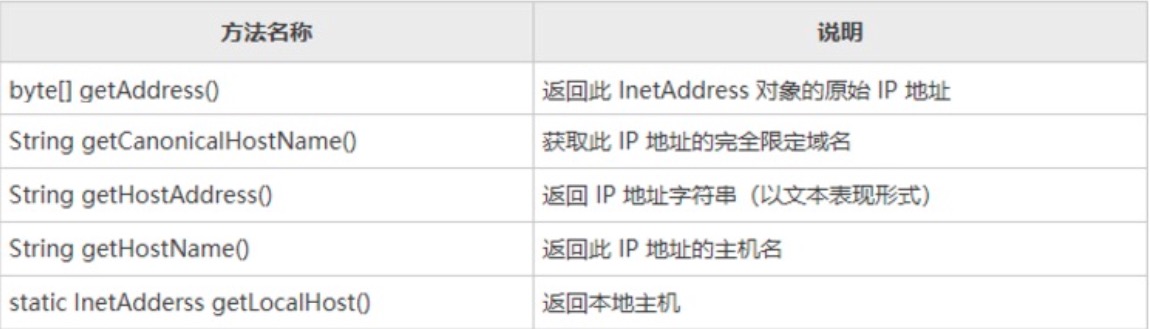 方法名称 说明
byte[] getAddress() 返回此 InetAddress 对象的原始 IP 地址
String getCanonicalHostName() 获取此 IP 地址的完全限定域名
String getHostAddress() 返回 IP 地址字符串（以文本表现形式）
String getHostName() 返回此 IP 地址的主机名
static InetAdderss getLocalHost() 返回本地主机